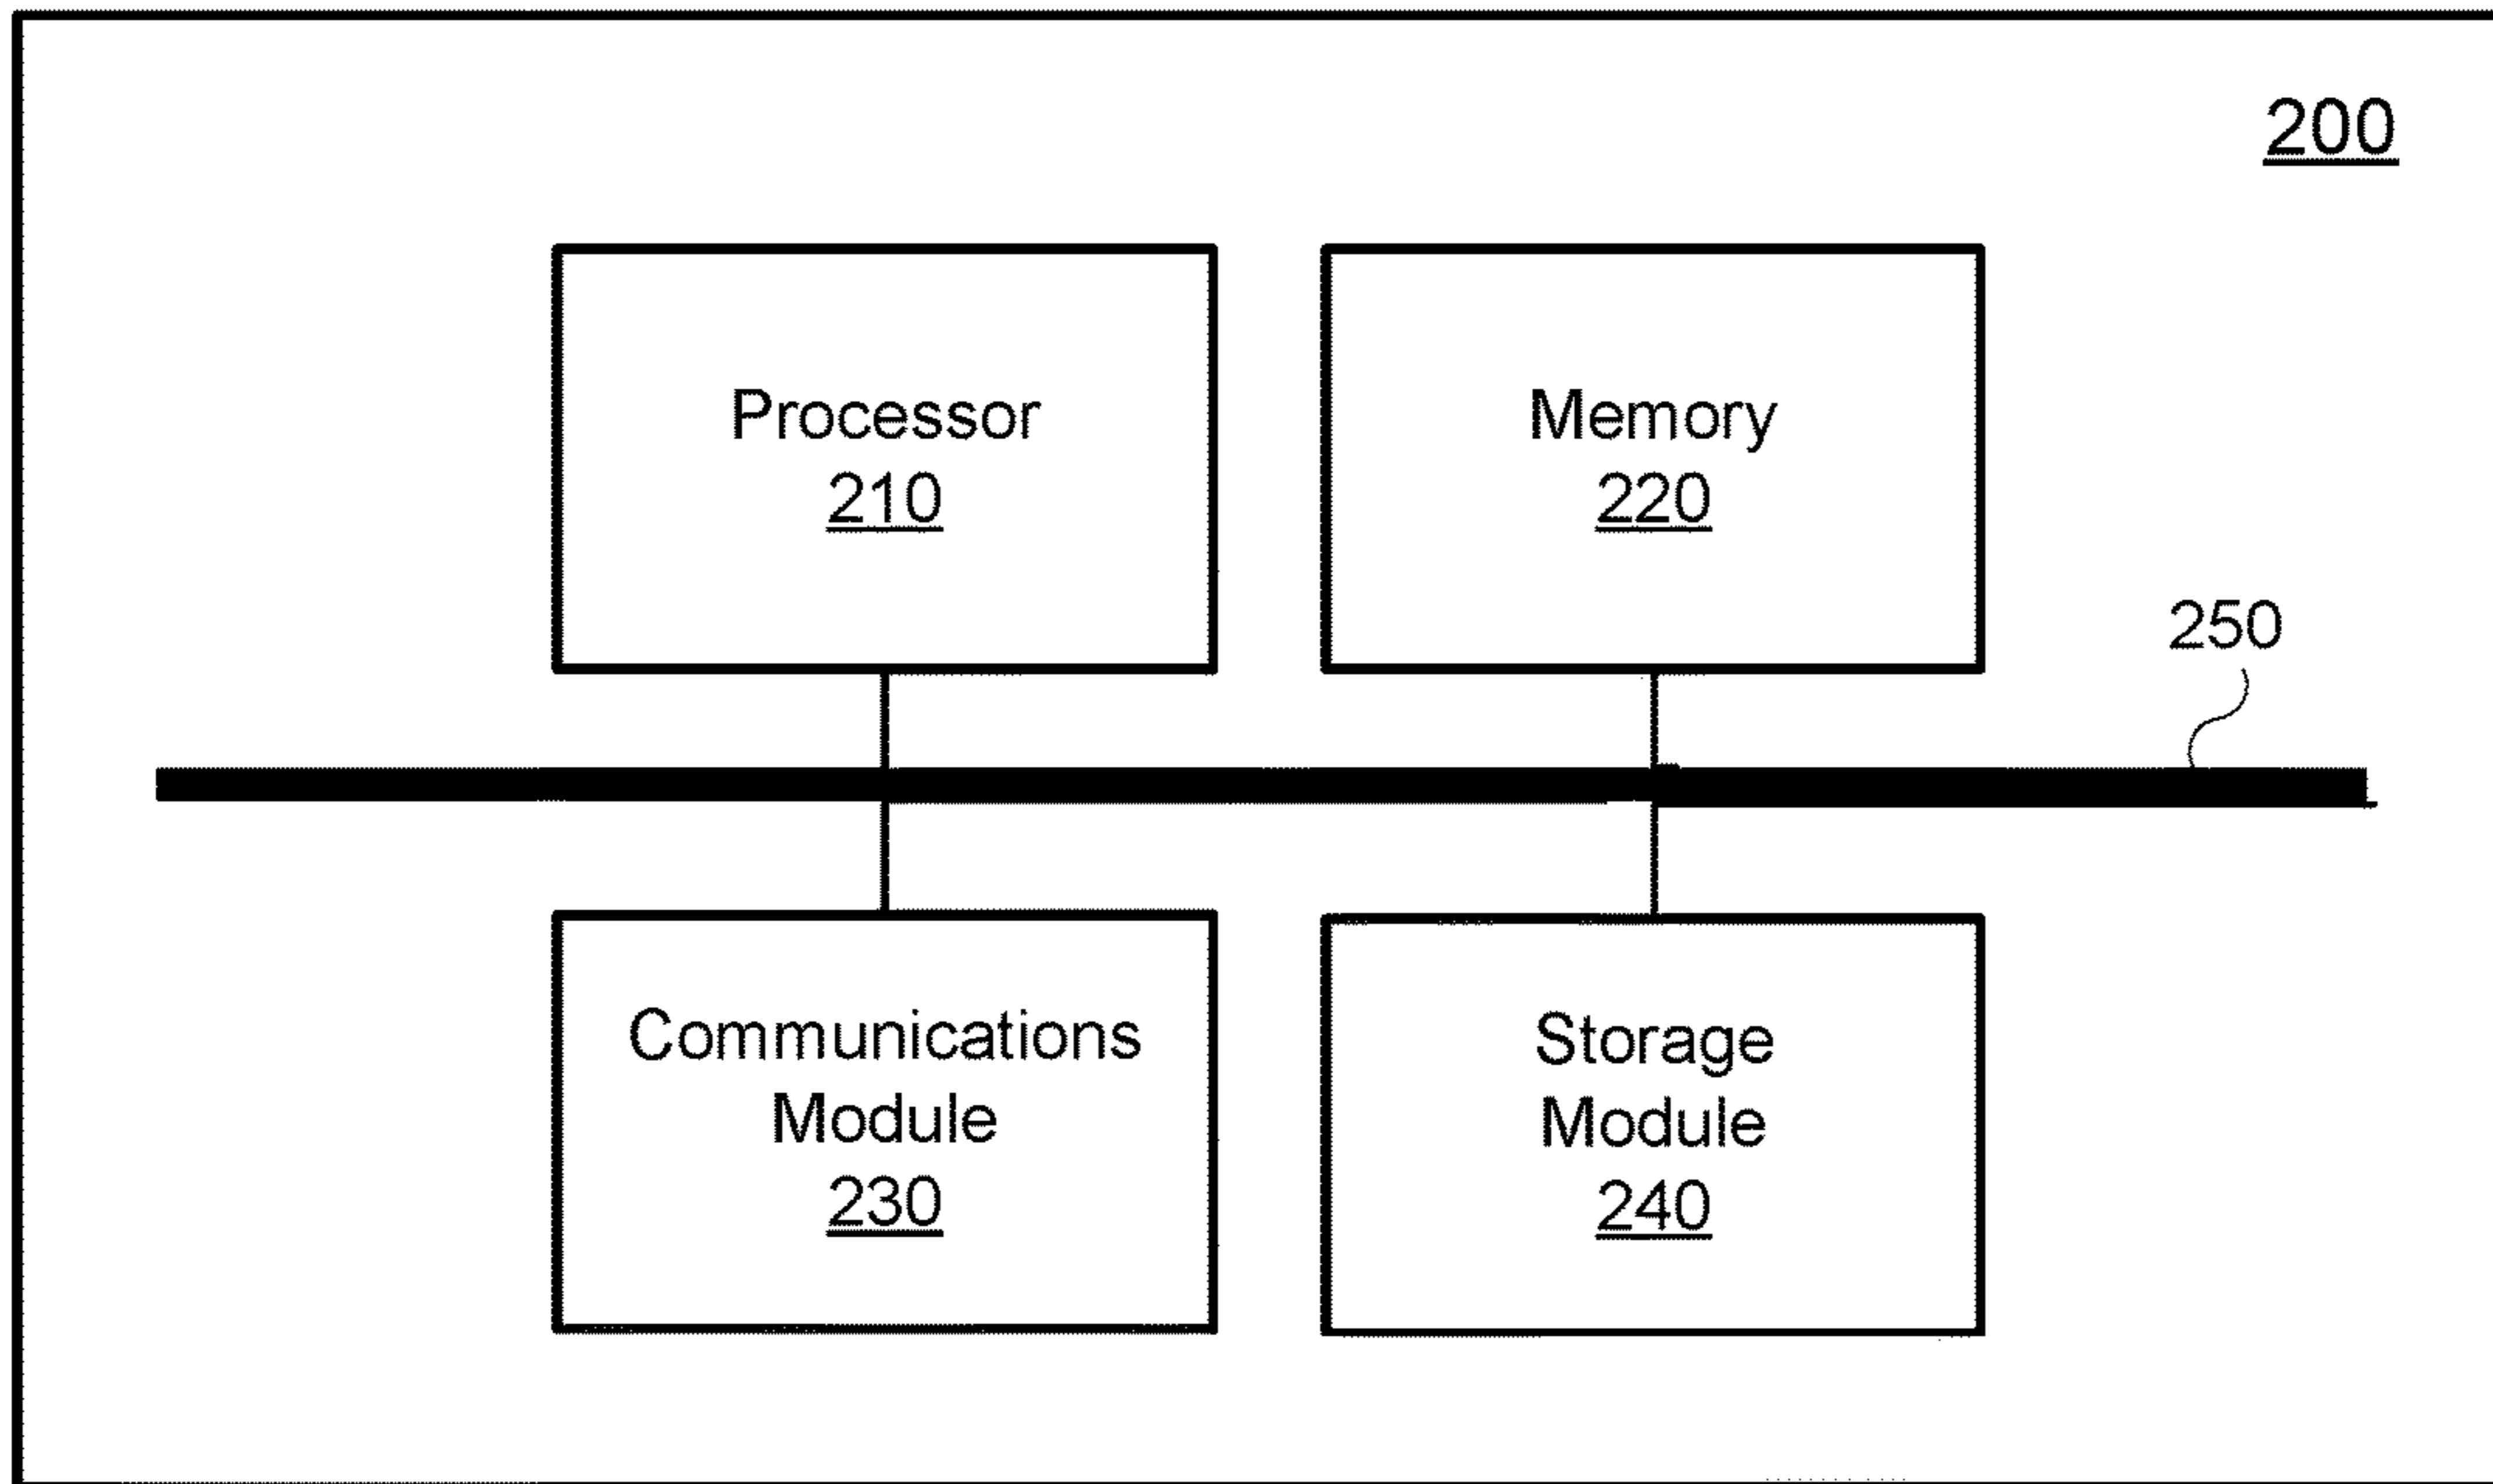 200
Processor
210
Memory
220
250
Communications
Module
230
Storage
Module
240